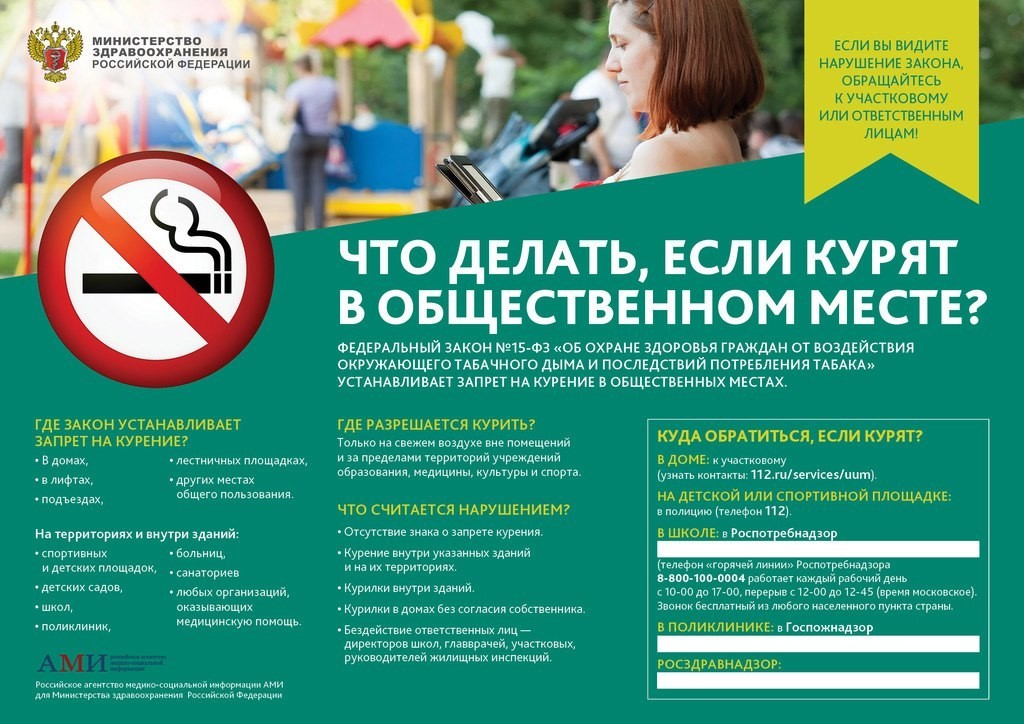 МИНИСТЕРСТВО
ЗДРАВООХРАНЕНИЯ
РОССИЙСКОЙ ФЕДЕРАЦИИ
ЕСЛИ ВЫ ВИДИТЕ
НАРУШЕНИЕ ЗАКОНА,
ОБРАЩАЙТЕСЬ
К УЧАСТКОВОМУ
ИЛИ ОТВЕТСТВЕННЫМ
ЛИЦАМ!
ЧТО ДЕЛАТЬ, ЕСЛИ КУРЯТ
В ОБЩЕСТВЕННОМ МЕСТЕ?
ФЕДЕРАЛЬНЫЙ ЗАКОН №15-ФЗ «ОБ ОХРАНЕ ЗДОРОВЬЯ ГРАЖДАН ОТ ВОЗДЕЙСТВИЯ
ОКРУЖАЮЩЕГО ТАБАЧНОГО ДЫМА И ПОСЛЕДСТВИЙ ПОТРЕБЛЕНИЯ ТАБАКА»
УСТАНАВЛИВАЕТ ЗАПРЕТ НА КУРЕНИЕ В ОБЩЕСТВЕННЫХ МЕСТАХ.
ГДЕ ЗАКОН УСТАНАВЛИВАЕТ
ЗАПРЕТ НА КУРЕНИЕ?
• В домах,
• в лифтах,
• подъездах,
• лестничных площадках,
• других местах
общего пользования.
На территориях и внутри зданий:
• спортивных
и детских площадок,
• детских садов,
• школ,
• поликлиник,
• больниц,
• санаториев
• любых организаций,
оказывающих
медицинскую помощь.
АМИ
российское агентство
медико-социальной
информации
Российское агентство медико-социальной информации АМИ
для Министерства здравоохранения Российской Федерации
ГДЕ РАЗРЕШАЕТСЯ КУРИТЬ?
Только на свежем воздухе вне помещений
и за пределами территорий учреждений
образования, медицины, культуры и спорта.
ЧТО СЧИТАЕТСЯ НАРУШЕНИЕМ?
• Отсутствие знака о запрете курения.
• Курение внутри указанных зданий
и на их территориях.
• Курилки внутри зданий.
• Курилки в домах без согласия собственника.
• Бездействие ответственных лиц —
директоров школ, главврачей, участковых,
руководителей жилищных инспекций.
КУДА ОБРАТИТЬСЯ, ЕСЛИ КУРЯТ?
В ДОМЕ: к участковому
(узнать контакты: 112.ru/services/uum).
НА ДЕТСКОЙ ИЛИ СПОРТИВНОЙ ПЛОЩАДКЕ:
в полицию (телефон 112).
В ШКОЛЕ: в Роспотребнадзор
(телефон «горячей линии» Роспотребнадзора
8-800-100-0004 работает каждый рабочий день
с 10-00 до 17-00, перерыв с 12-00 до 12-45 (время московское).
Звонок бесплатный из любого населенного пункта страны.
В ПОЛИКЛИНИКЕ: в Госпожнадзор
РОСЗДРАВНАДЗОР: